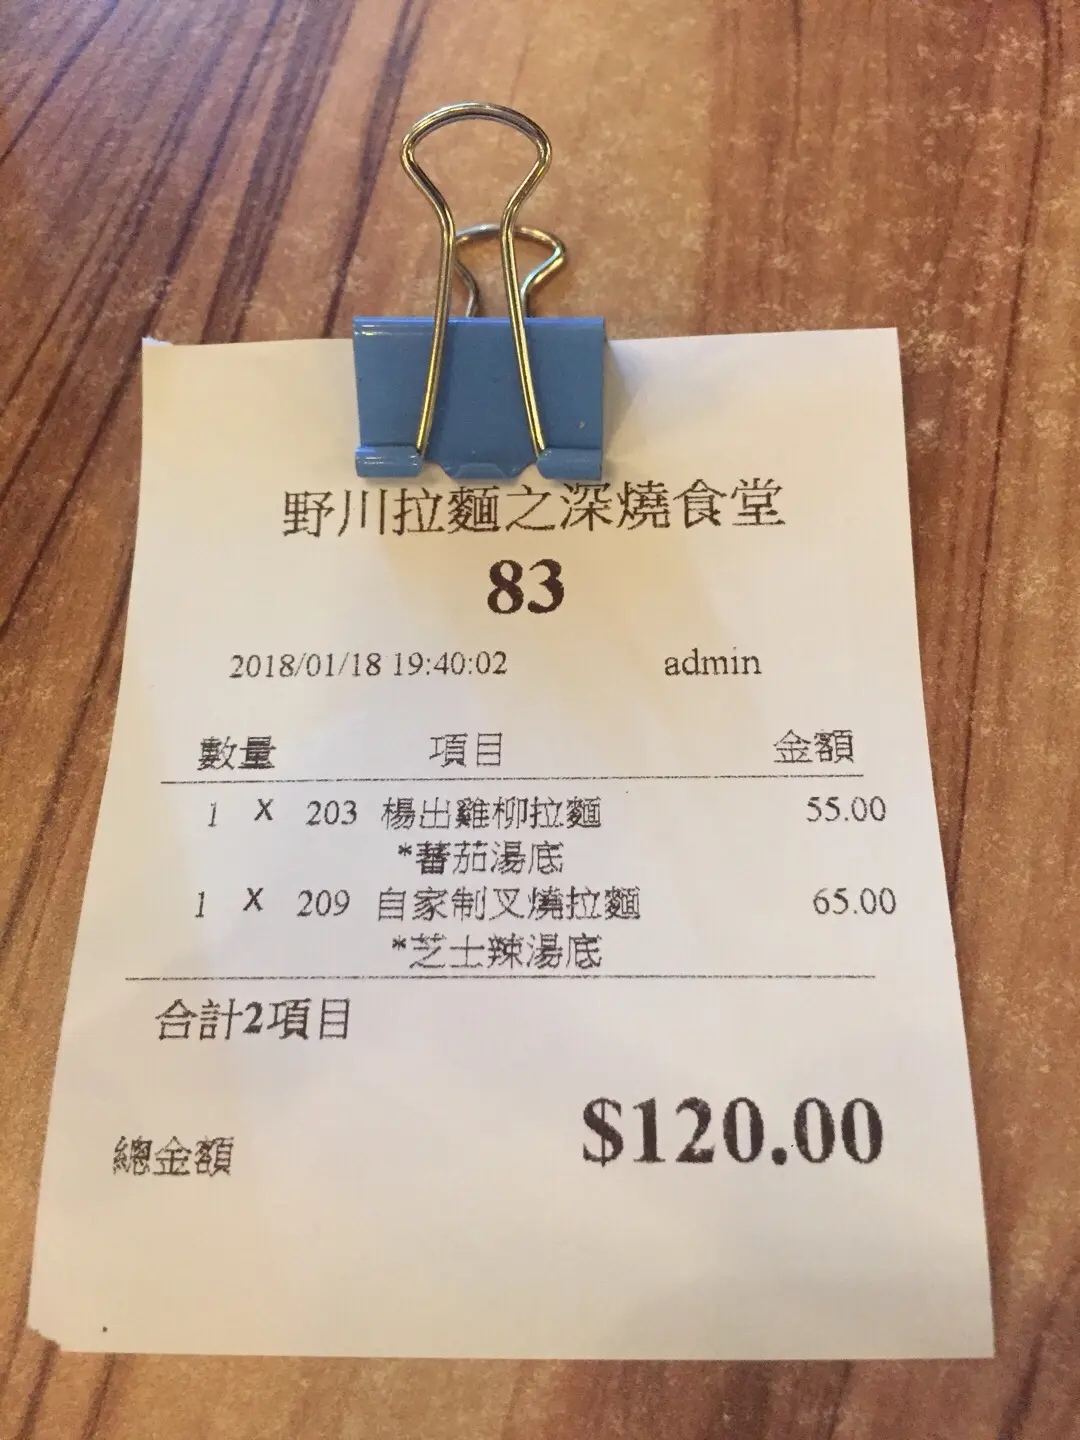 野川拉麵之深燒食堂
83
2018/01/18 19:40:02 admin
數量 項目 金額
1 X 203 楊出雞柳拉麵 55.00
*蕃茄湯底
1 X 209 自家制叉燒拉麵 65.00
*芝士辣湯底
合計2項目
總金額 $120.00